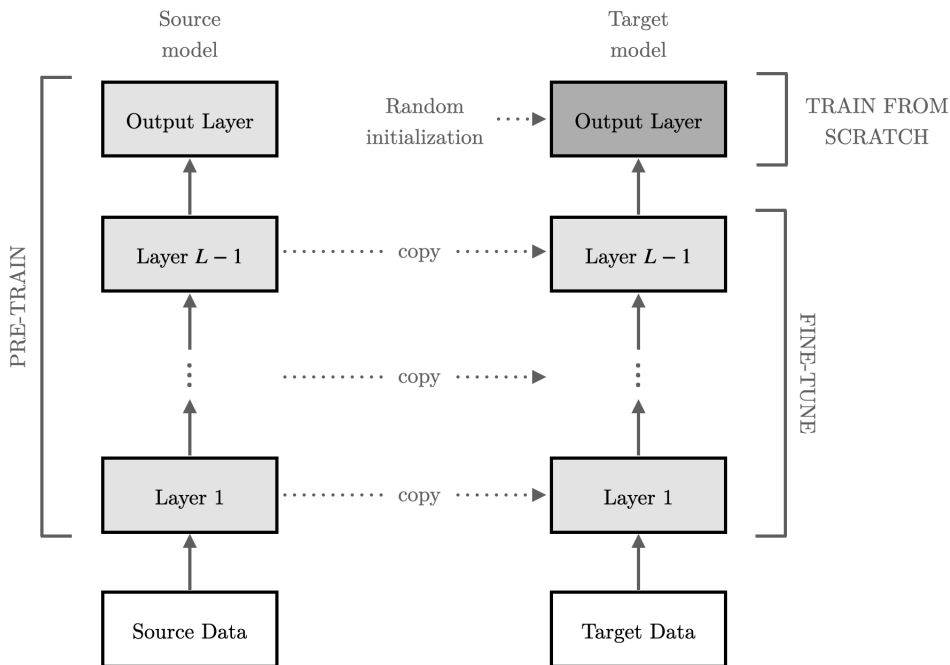 Source
model
Target
model
Output Layer
Random
initialization
Output Layer
TRAIN FROM
SCRATCH
Layer L − 1
copy
Layer L − 1
PRE-TRAIN
copy
FINE-TUNE
Layer 1
copy
Layer 1
Source Data
Target Data